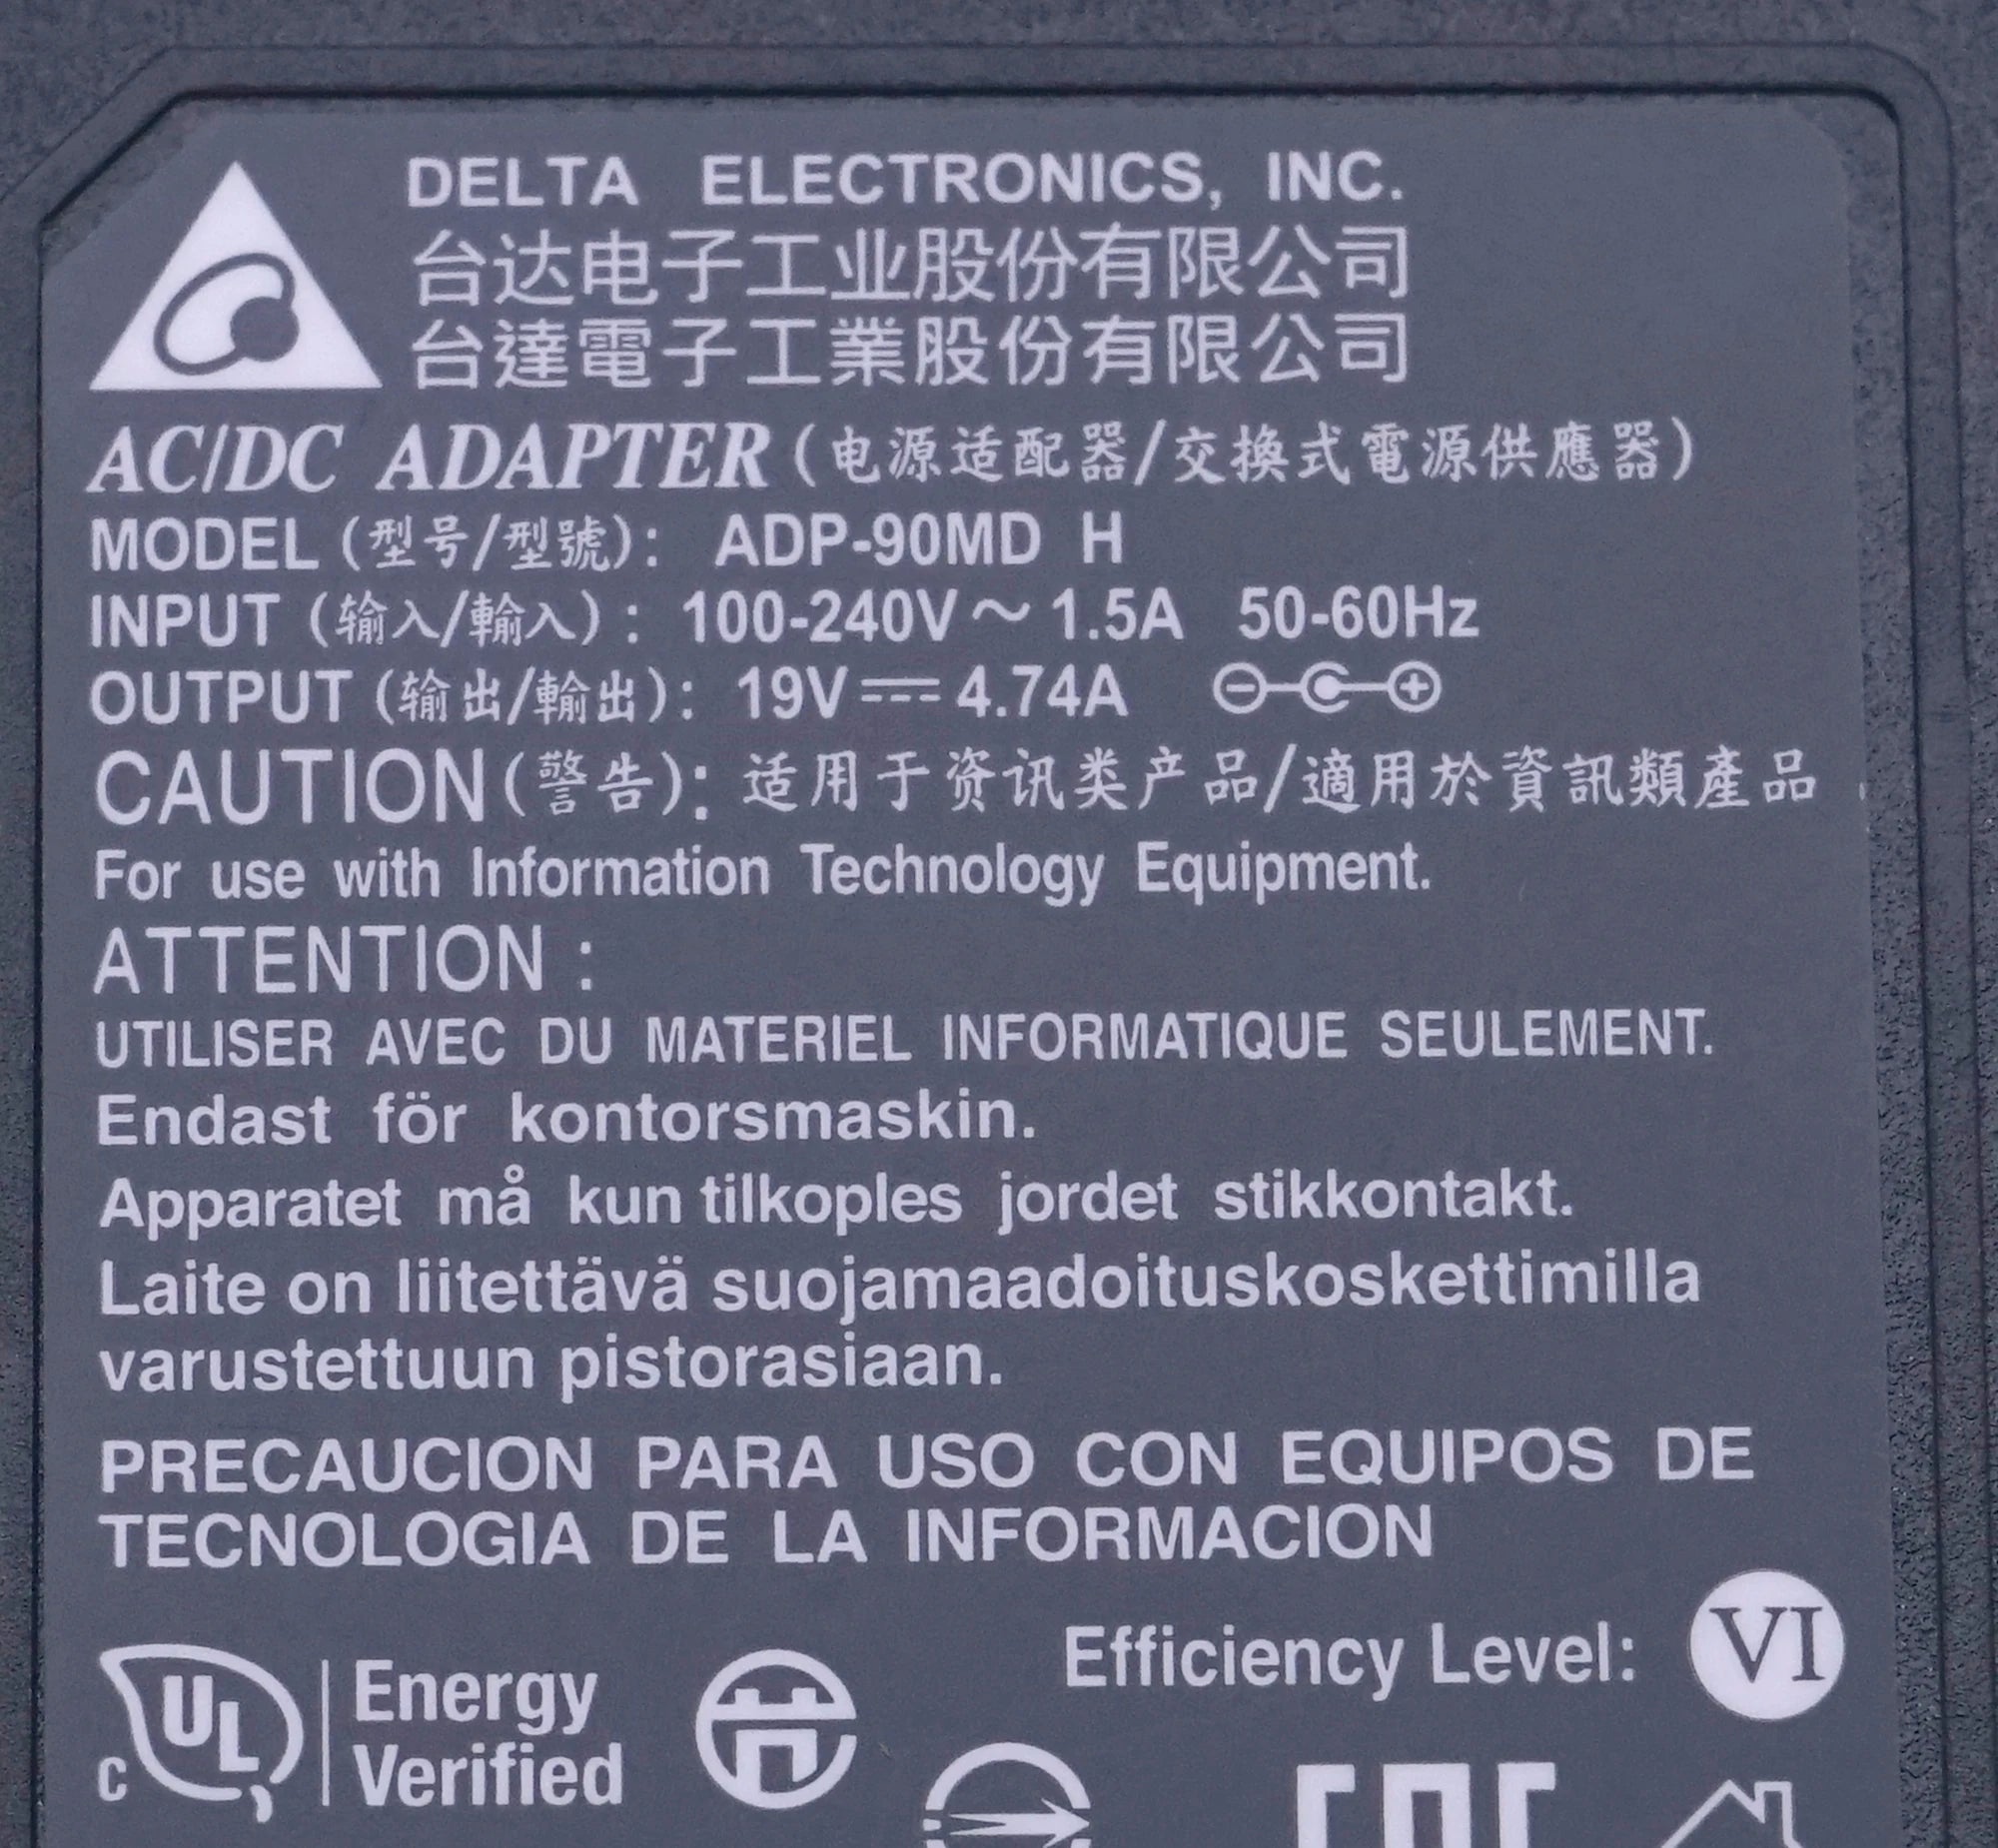 DELTA ELECTRONICS, INC.
台达电子工业股份有限公司
台達電子工業股份有限公司
AC/DC ADAPTER (电源适配器/交換式電源供應器)
MODEL (型号/型號): ADP-90MD H
INPUT (输入/輸入): 100-240V~1.5A 50-60Hz
OUTPUT (输出/輸出): 19V⎓4.74A
CAUTION(警告): 适用于资讯类产品/適用於資訊類產品
For use with Information Technology Equipment.
ATTENTION :
UTILISER AVEC DU MATERIEL INFORMATIQUE SEULEMENT.
Endast för kontorsmaskin.
Apparatet må kun tilkoples jordet stikkontakt.
Laite on liitettävä suojamaadoituskoskettimilla
varustettuun pistorasiaan.
PRECAUCION PARA USO CON EQUIPOS DE
TECNOLOGIA DE LA INFORMACION
Efficiency Level: VI
c UL Energy
Verified